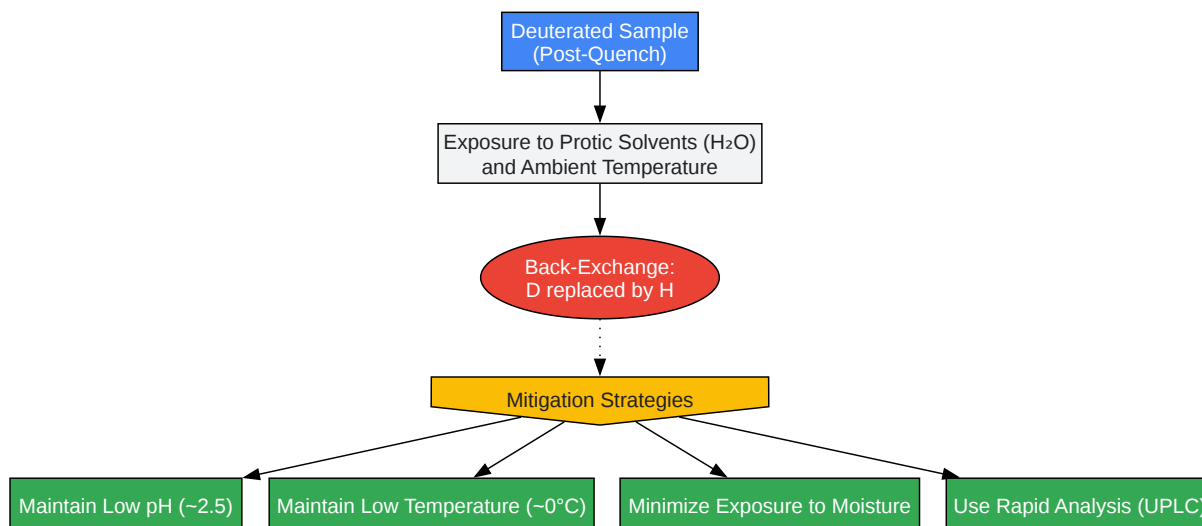 Deuterated Sample
(Post-Quench)
Exposure to Protic Solvents (H₂O)
and Ambient Temperature
Back-Exchange:
D replaced by H
Mitigation Strategies
Maintain Low pH (~2.5)
Maintain Low Temperature (~0°C)
Minimize Exposure to Moisture
Use Rapid Analysis (UPLC)